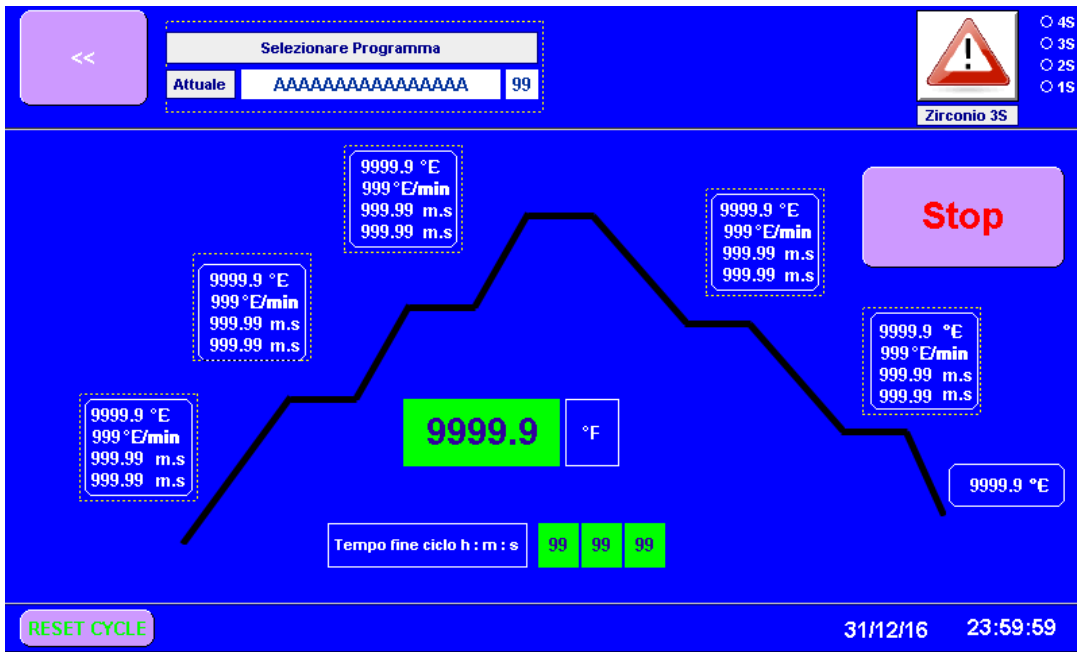 <<
Selezionare Programma
Attuale AAAAAAAAAAAAAAAA 99
4S
3S
2S
1S
Zirconio 3S
9999.9 °E
999°E/min
999.99 m.s
999.99 m.s
9999.9 °E
999°E/min
999.99 m.s
999.99 m.s
Stop
9999.9 °E
999°E/min
999.99 m.s
999.99 m.s
9999.9 °E
999°E/min
999.99 m.s
999.99 m.s
9999.9 °E
999°E/min
999.99 m.s
999.99 m.s
9999.9 °F
9999.9 °E
Tempo fine ciclo h : m : s 99 99 99
RESET CYCLE
31/12/16 23:59:59